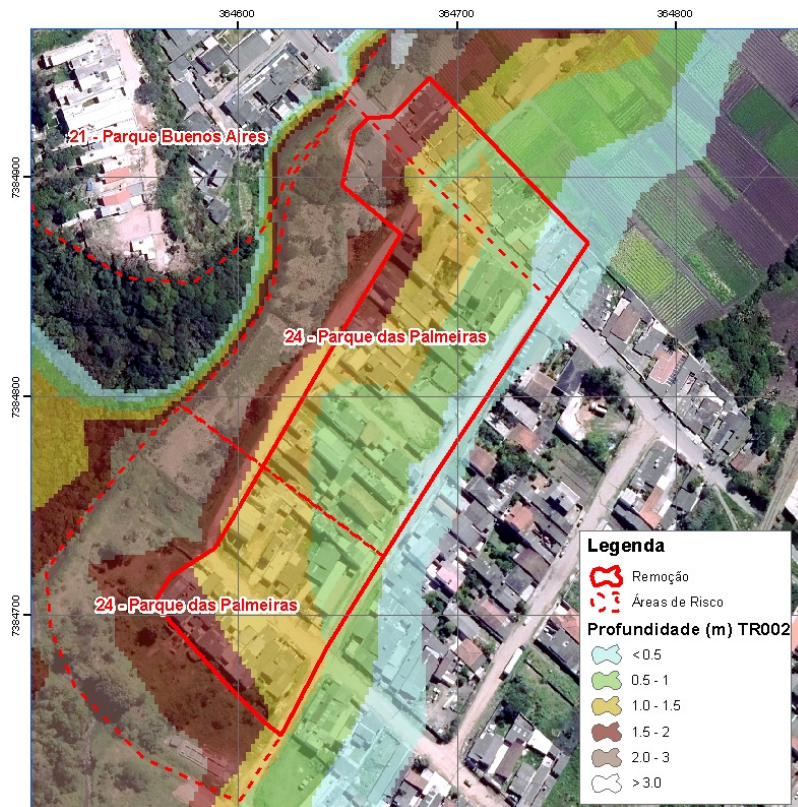 364600
364700
364800
7384900
7384800
7384700
21 - Parque Buenos Aires
24 - Parque das Palmeiras
24 - Parque das Palmeiras
Legenda
Remoção
Áreas de Risco
Profundidade (m) TR002
< 0.5
0.5 - 1
1.0 - 1.5
1.5 - 2
2.0 - 3
> 3.0